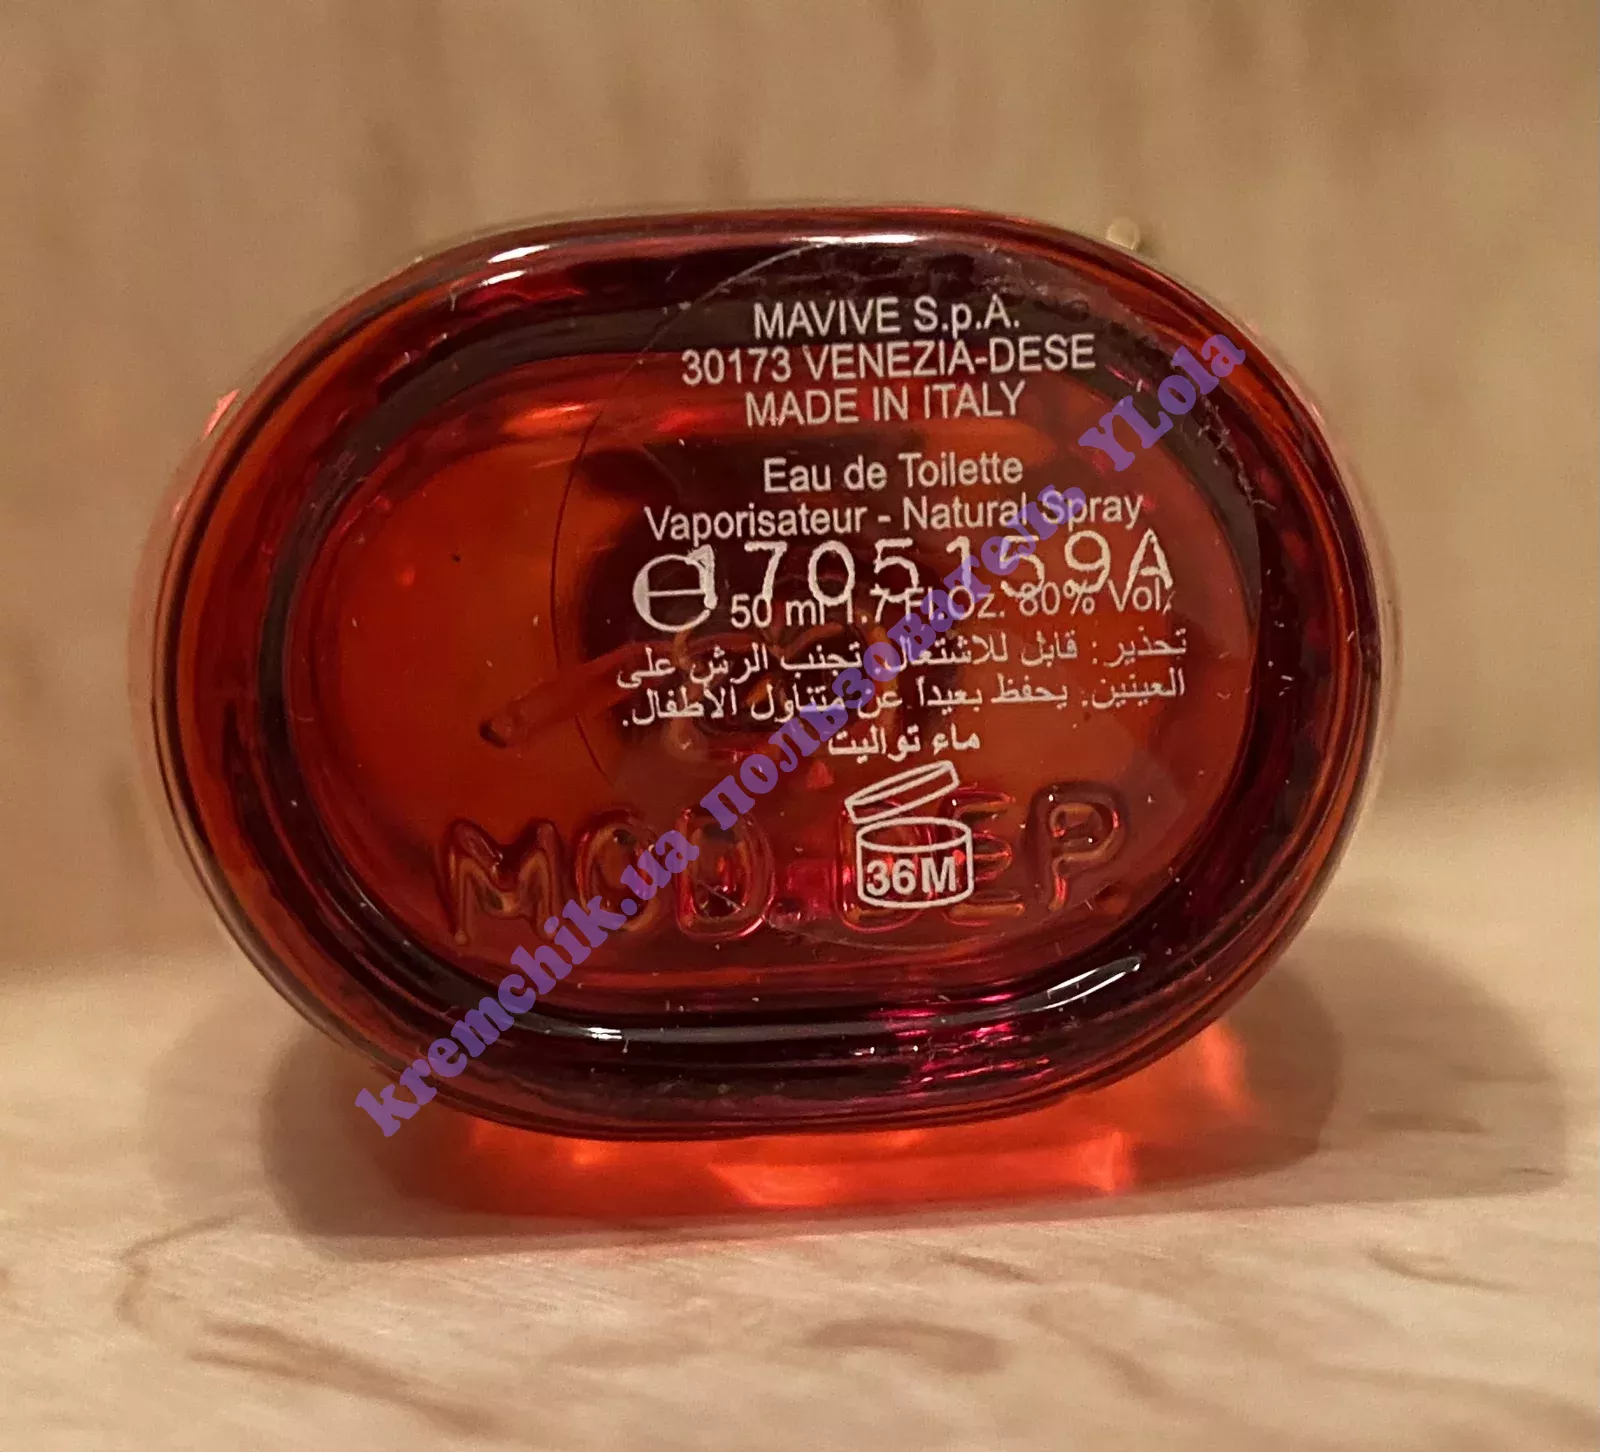 MAVIVE S.p.A.
30173 VENEZIA-DESE
MADE IN ITALY
Eau de Toilette
Vaporisateur - Natural Spray
1705159A
℮ 50 ml 1.7 Fl.Oz. 80% Vol.
تحذير: قابل للاشتعال. تجنب الرش على
العينين. يحفظ بعيدا عن متناول الأطفال.
ماء تواليت
36M
MOD.DEP.
kremchik.ua пользователь YLola